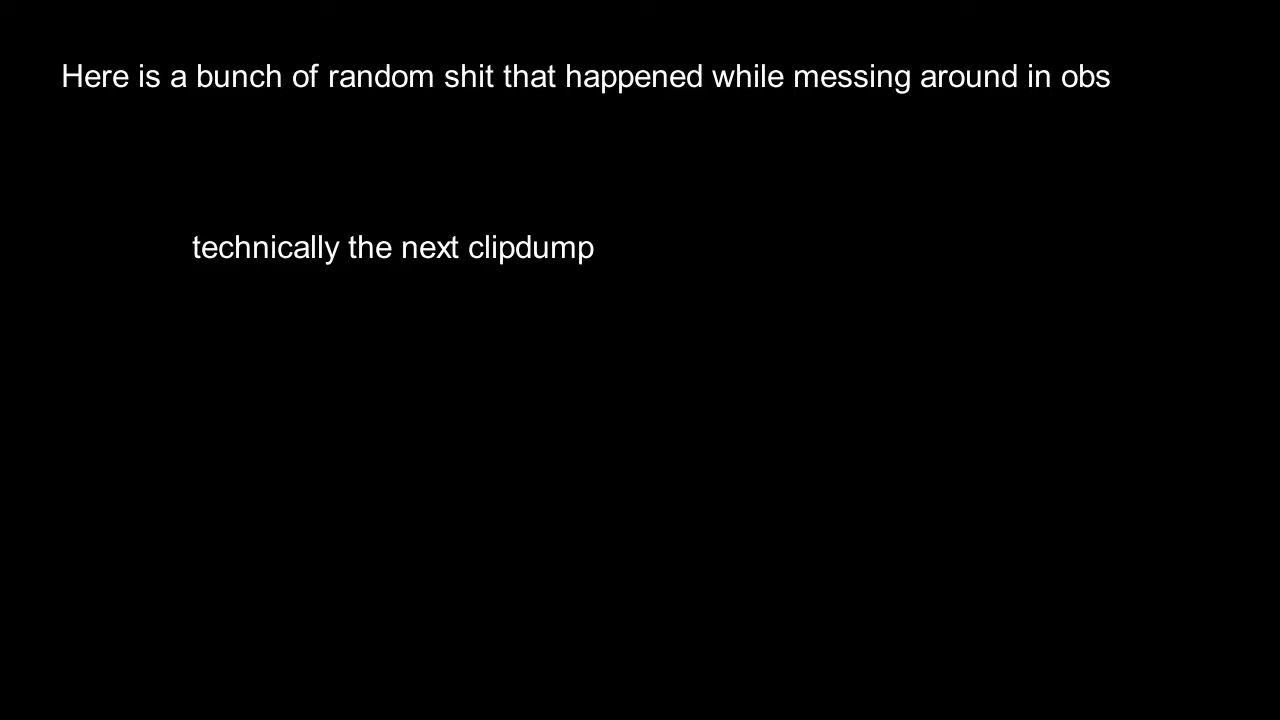 Here is a bunch of random shit that happened while messing around in obs
technically the next clipdump